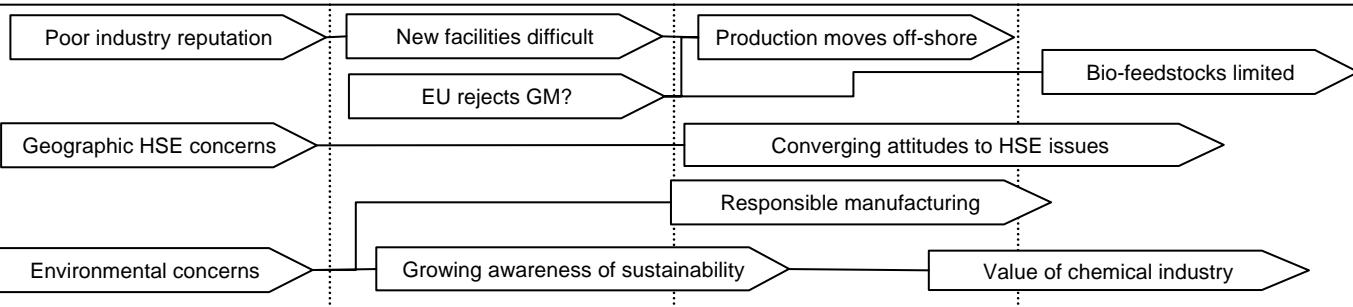 Poor industry reputation
New facilities difficult
Production moves off-shore
Bio-feedstocks limited
EU rejects GM?
Geographic HSE concerns
Converging attitudes to HSE issues
Responsible manufacturing
Environmental concerns
Growing awareness of sustainability
Value of chemical industry